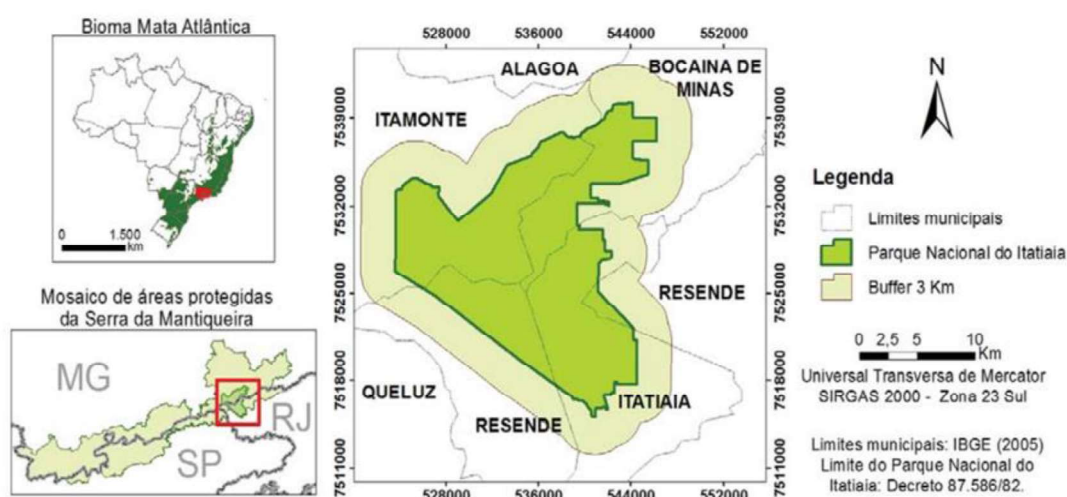 Bioma Mata Atlântica
0 1.500
km
Mosaico de áreas protegidas
da Serra da Mantiqueira
MG
RJ
SP
528000 536000 544000 552000
7539000
7532000
7525000
7518000
7511000
ALAGOA
BOCAINA DE
MINAS
ITAMONTE
RESENDE
QUELUZ
ITATIAIA
RESENDE
7539000
7532000
7525000
7518000
7511000
528000 536000 544000 552000
N
Legenda
Limites municipais
Parque Nacional do Itatiaia
Buffer 3 Km
0 2,5 5 10
Km
Universal Transversa de Mercator
SIRGAS 2000 - Zona 23 Sul
Limites municipais: IBGE (2005)
Limite do Parque Nacional do
Itatiaia: Decreto 87.586/82.